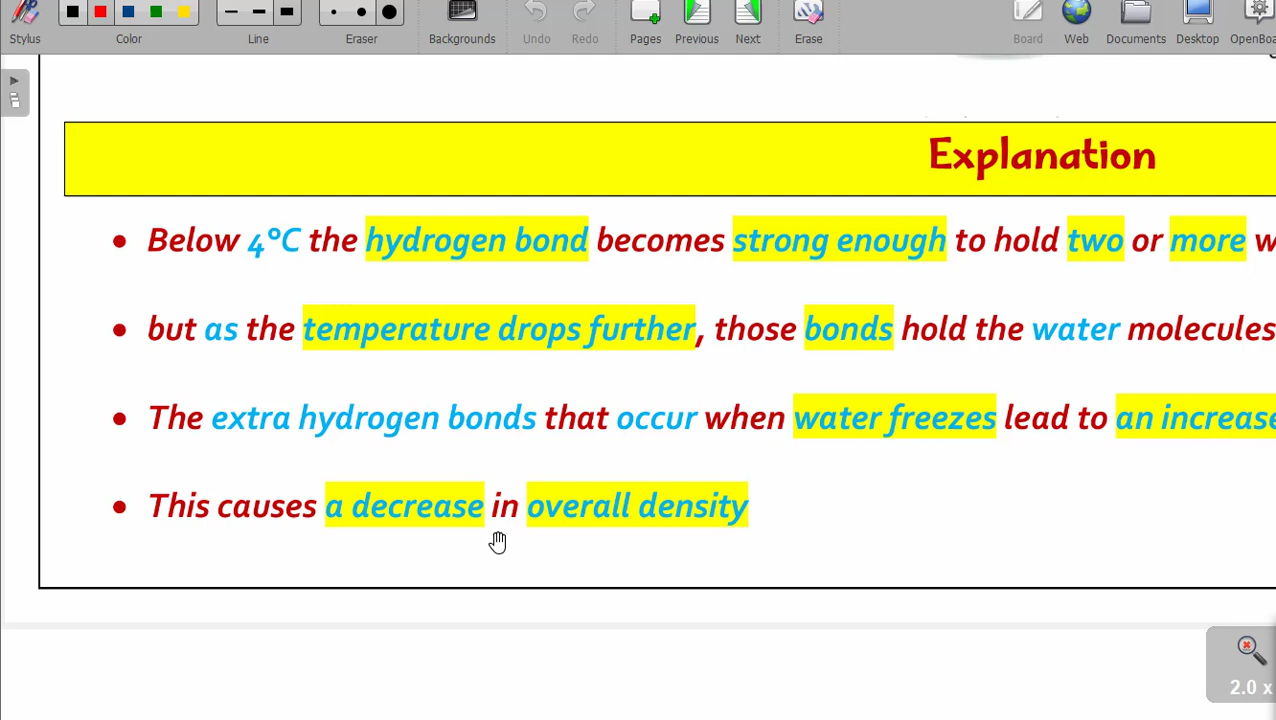 Stylus
Color
Line
Eraser
Backgrounds
Undo
Redo
Pages
Previous
Next
Erase
Board
Web
Documents
Desktop
OpenBoa
Explanation
• Below 4°C the hydrogen bond becomes strong enough to hold two or more w
• but as the temperature drops further, those bonds hold the water molecules
• The extra hydrogen bonds that occur when water freezes lead to an increase
• This causes a decrease in overall density
2.0 x